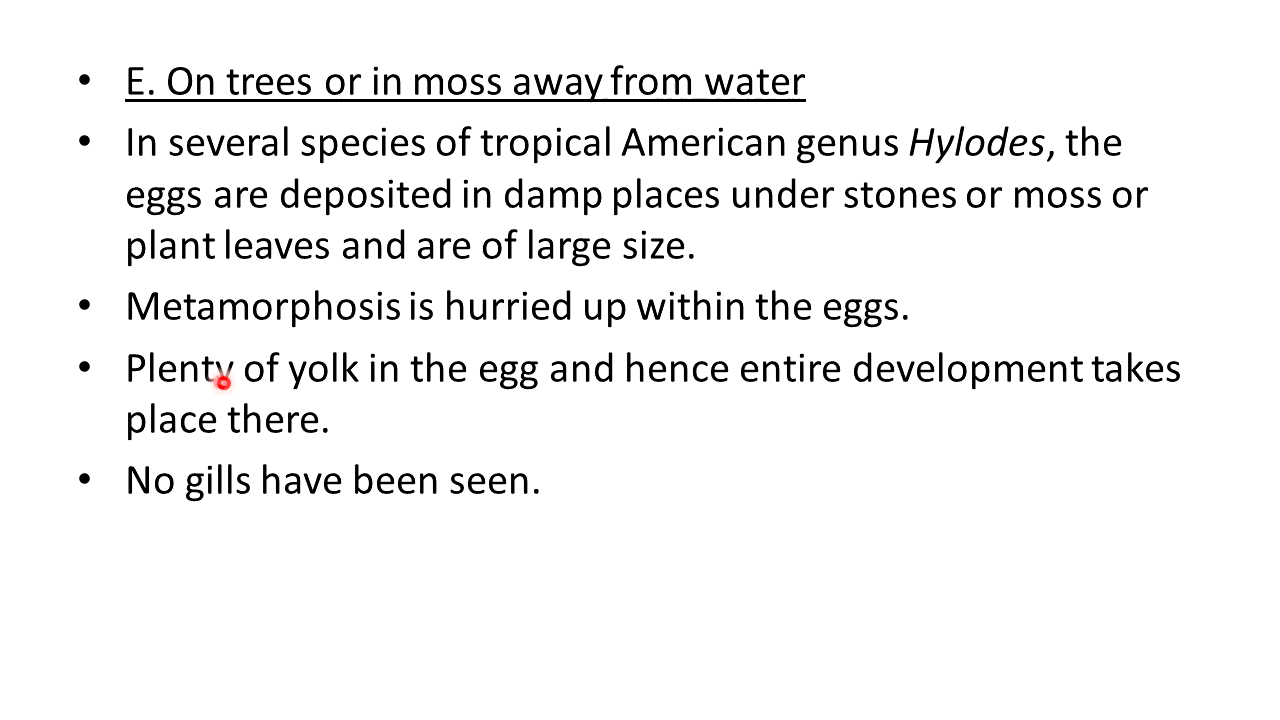 • E. On trees or in moss away from water
• In several species of tropical American genus Hylodes, the
eggs are deposited in damp places under stones or moss or
plant leaves and are of large size.
• Metamorphosis is hurried up within the eggs.
• Plenty of yolk in the egg and hence entire development takes
place there.
• No gills have been seen.